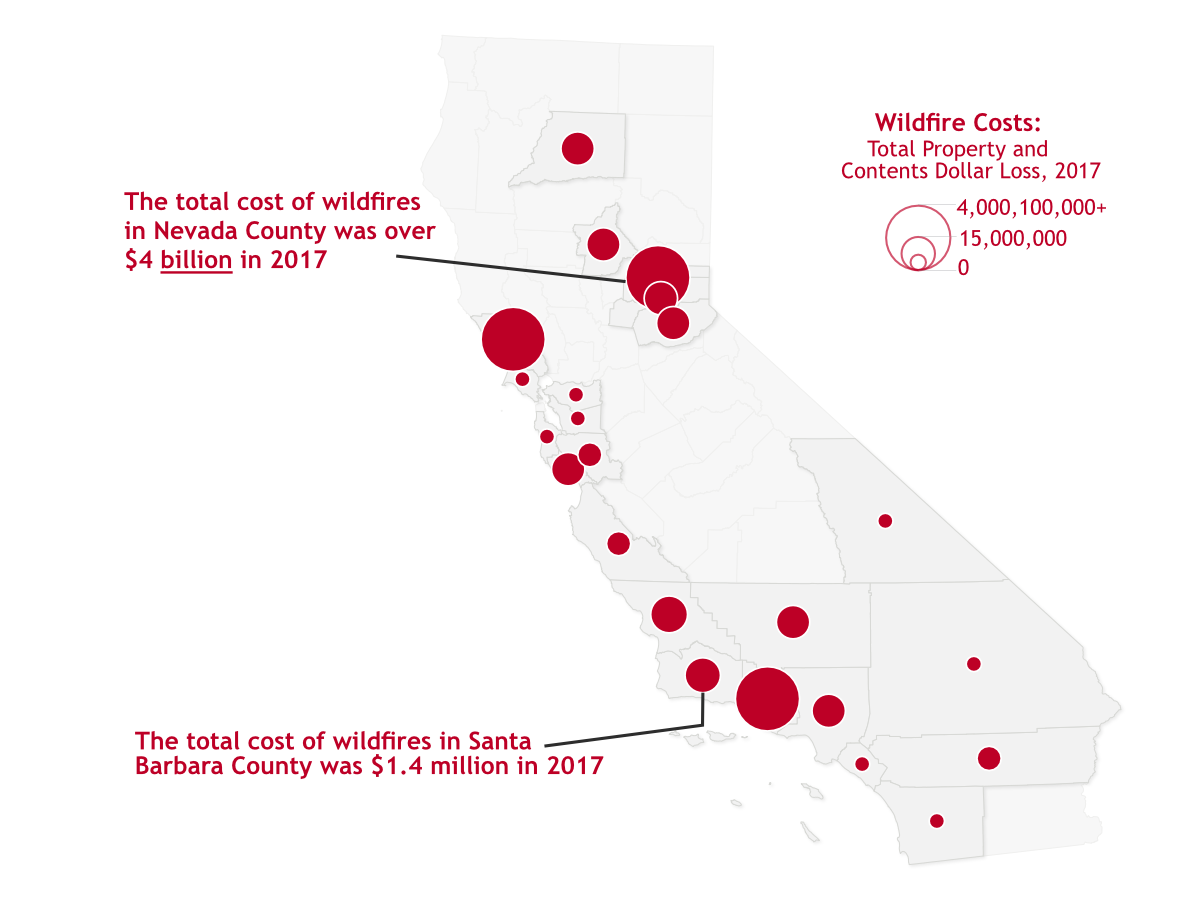 Wildfire Costs:
Total Property and
Contents Dollar Loss, 2017
4,000,100,000+
15,000,000
0
The total cost of wildfires
in Nevada County was over
$4 billion in 2017
The total cost of wildfires in Santa
Barbara County was $1.4 million in 2017